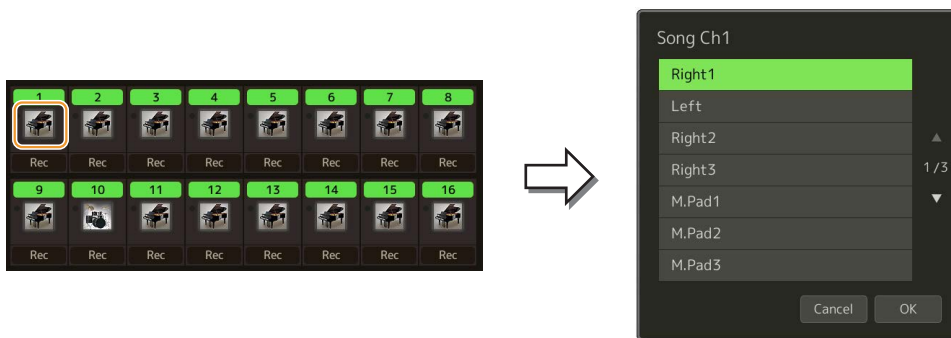 1 2 3 4 5 6 7 8
Rec Rec Rec Rec Rec Rec Rec Rec
9 10 11 12 13 14 15 16
Rec Rec Rec Rec Rec Rec Rec Rec
Song Ch1
Right1
Left
Right2
Right3
1/3
M.Pad1
M.Pad2
M.Pad3
Cancel OK